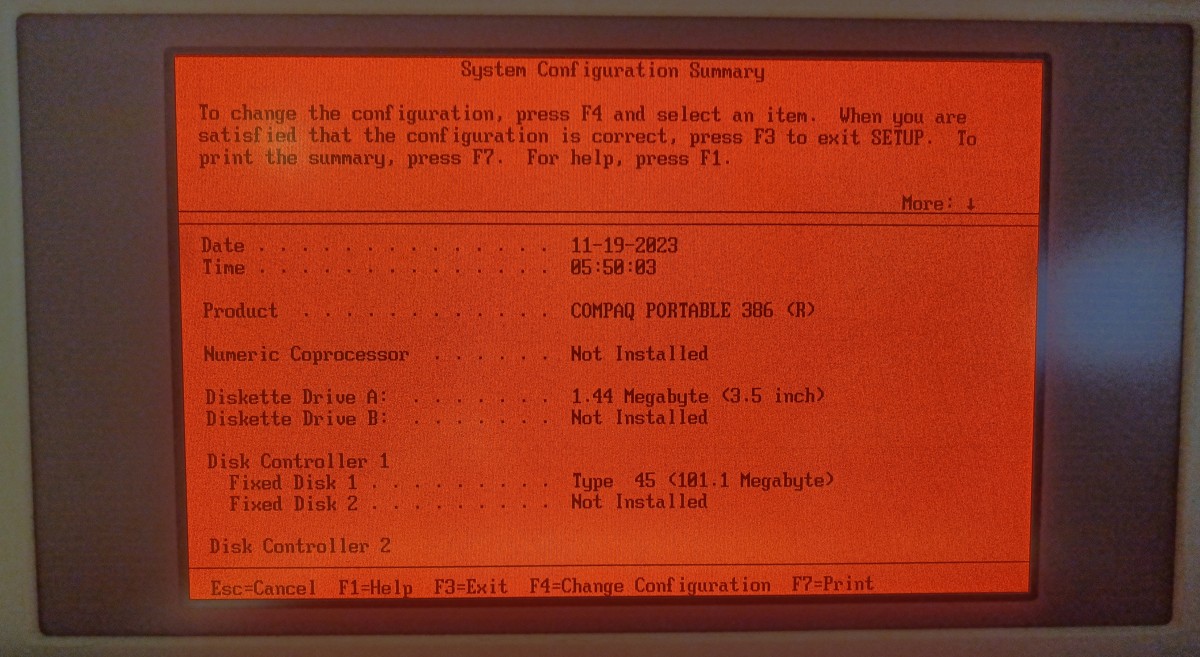 System Configuration Summary
To change the configuration, press F4 and select an item.  When you are
satisfied that the configuration is correct, press F3 to exit SETUP.  To
print the summary, press F7.  For help, press F1.
More: ↓
Date . . . . . . . . . . . . . . 11-19-2023
Time . . . . . . . . . . . . . . 05:50:03
Product . . . . . . . . . . . . COMPAQ PORTABLE 386 (R)
Numeric Coprocessor . . . . . . Not Installed
Diskette Drive A: . . . . . . . 1.44 Megabyte (3.5 inch)
Diskette Drive B: . . . . . . . Not Installed
Disk Controller 1
Fixed Disk 1 . . . . . . . . . Type  45 (101.1 Megabyte)
Fixed Disk 2 . . . . . . . . . Not Installed
Disk Controller 2
Esc=Cancel  F1=Help  F3=Exit  F4=Change Configuration  F7=Print